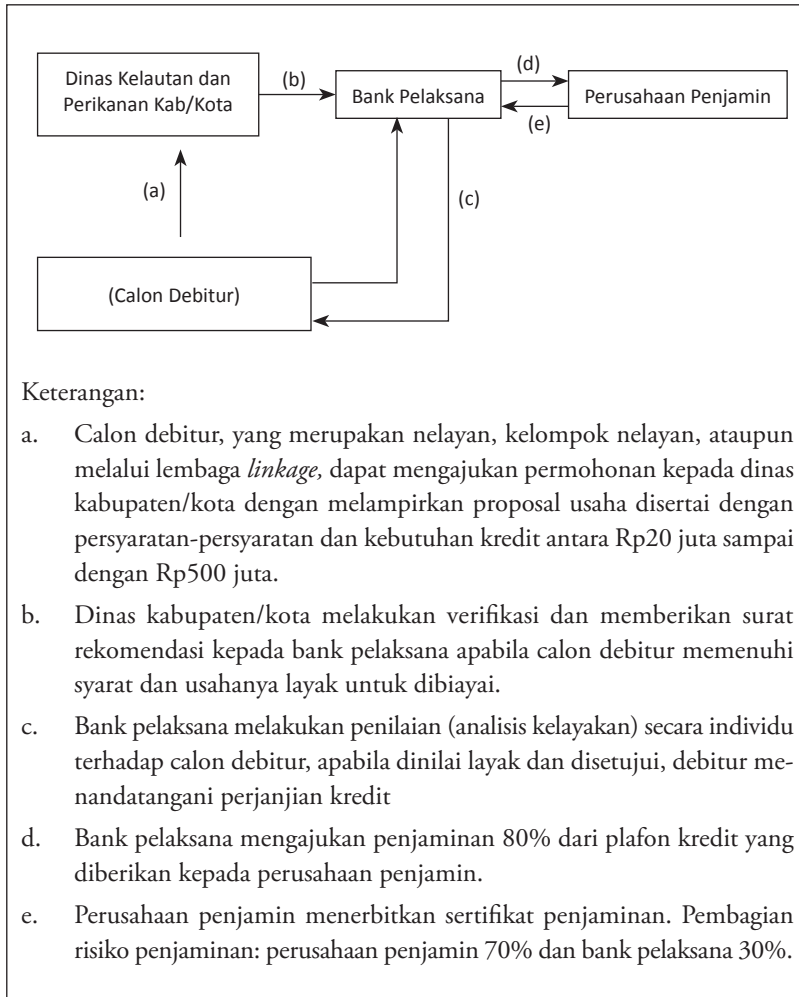 Dinas Kelautan dan
Perikanan Kab/Kota
(b)
Bank Pelaksana
(d)
(e)
Perusahaan Penjamin
(a)
(c)
(Calon Debitur)
Keterangan:
a. Calon debitur, yang merupakan nelayan, kelompok nelayan, ataupun
melalui lembaga linkage, dapat mengajukan permohonan kepada dinas
kabupaten/kota dengan melampirkan proposal usaha disertai dengan
persyaratan-persyaratan dan kebutuhan kredit antara Rp20 juta sampai
dengan Rp500 juta.
b. Dinas kabupaten/kota melakukan verifikasi dan memberikan surat
rekomendasi kepada bank pelaksana apabila calon debitur memenuhi
syarat dan usahanya layak untuk dibiayai.
c. Bank pelaksana melakukan penilaian (analisis kelayakan) secara individu
terhadap calon debitur, apabila dinilai layak dan disetujui, debitur me-
nandatangani perjanjian kredit
d. Bank pelaksana mengajukan penjaminan 80% dari plafon kredit yang
diberikan kepada perusahaan penjamin.
e. Perusahaan penjamin menerbitkan sertifikat penjaminan. Pembagian
risiko penjaminan: perusahaan penjamin 70% dan bank pelaksana 30%.